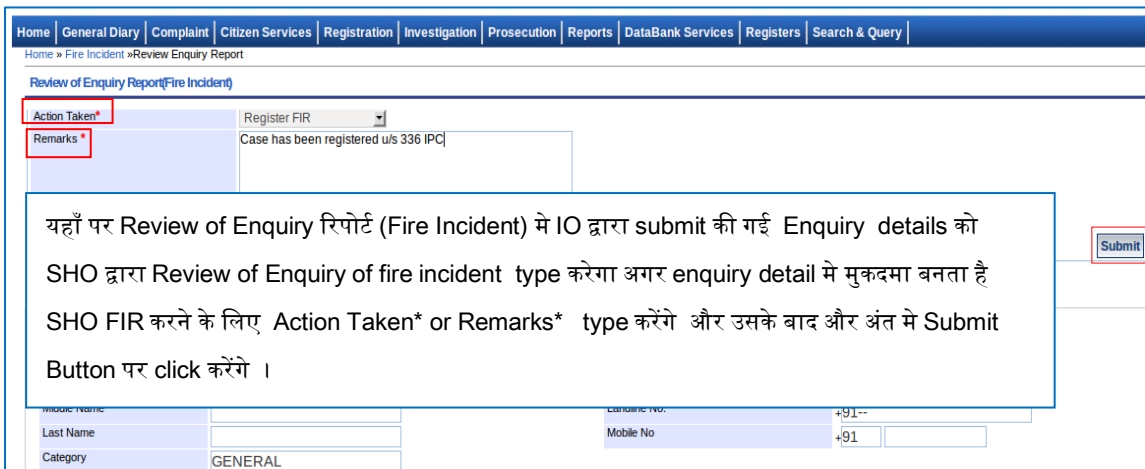 Home General Diary Complaint Citizen Services Registration Investigation Prosecution Reports DataBank Services Registers Search & Query
Home » Fire Incident »Review Enquiry Report
Review of Enquiry Report(Fire Incident)
Action Taken* Register FIR
Remarks * Case has been registered u/s 336 IPC
यहाँ पर Review of Enquiry रिपोर्ट (Fire Incident) मे IO द्वारा submit की गई Enquiry details को
SHO द्वारा Review of Enquiry of fire incident type करेगा अगर enquiry detail मे मुकदमा बनता है
SHO FIR करने के लिए Action Taken* or Remarks* type करेंगे और उसके बाद और अंत मे Submit
Button पर click करेंगे ।
Submit
Middle Name Landline No. +91--
Last Name Mobile No +91
Category GENERAL